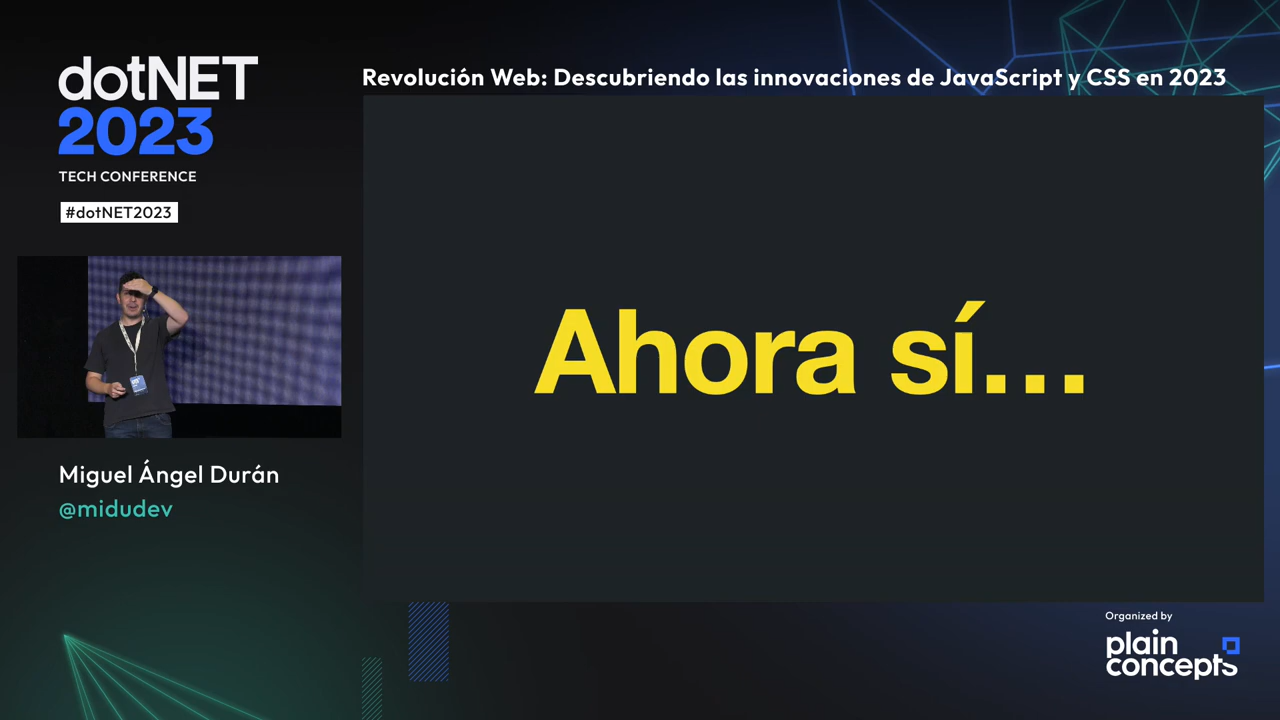 dotNET
2023
TECH CONFERENCE
#dotNET2023
Revolución Web: Descubriendo las innovaciones de JavaScript y CSS en 2023
Ahora sí...
Miguel Ángel Durán
@midudev
Organized by
plain
concepts